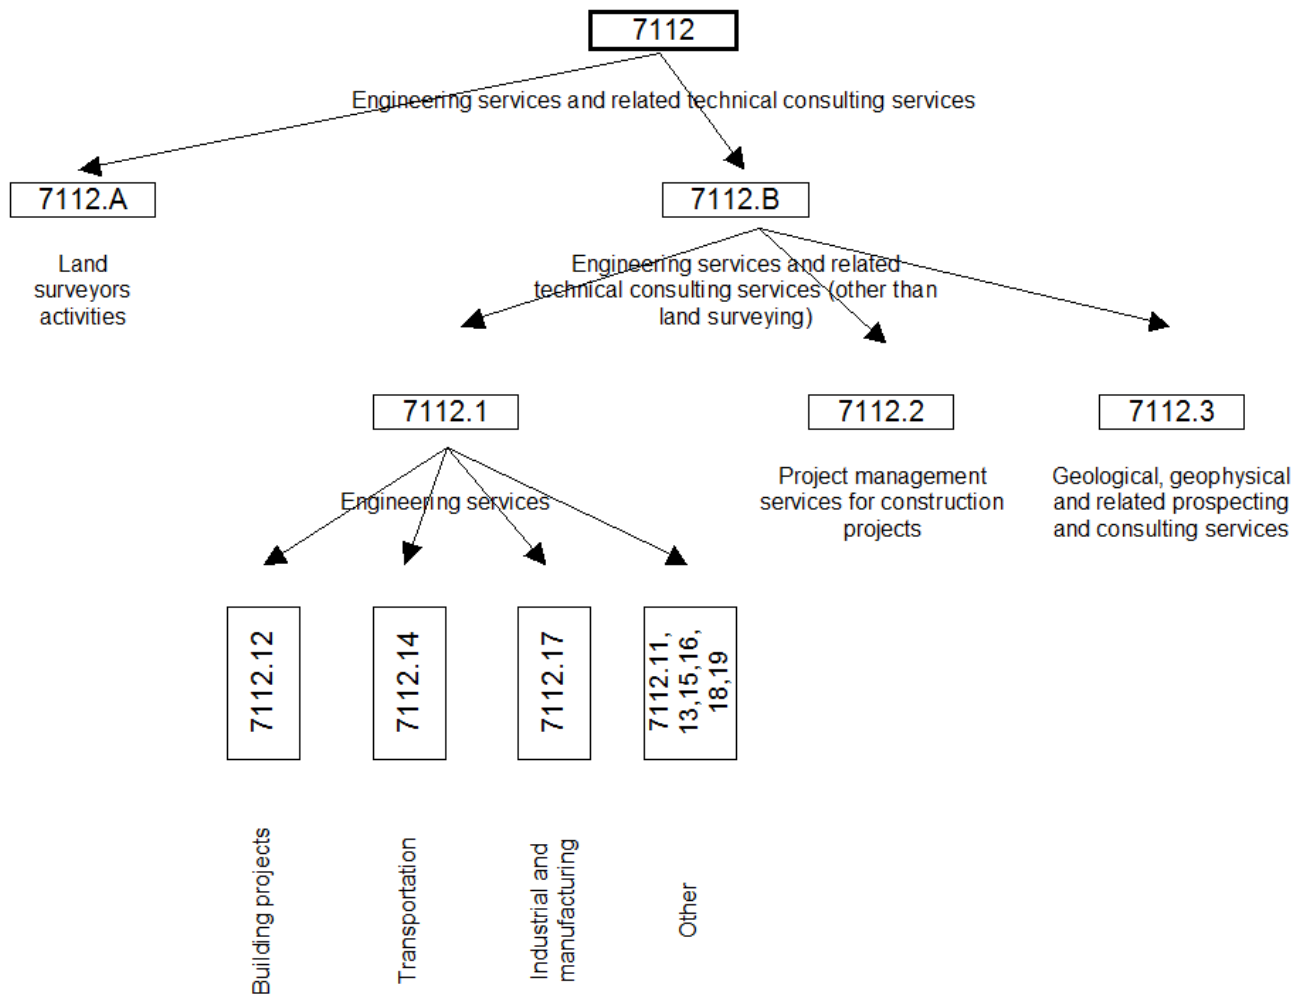 7112
Engineering services and related technical consulting services
7112.A
7112.B
Land
surveyors
activities
Engineering services and related
technical consulting services (other than
land surveying)
7112.1
7112.2
7112.3
Engineering services
Project management
services for construction
projects
Geological, geophysical
and related prospecting
and consulting services
7112.12
7112.14
7112.17
7112.11,
13,15,16,
18,19
Building projects
Transportation
Industrial and
manufacturing
Other